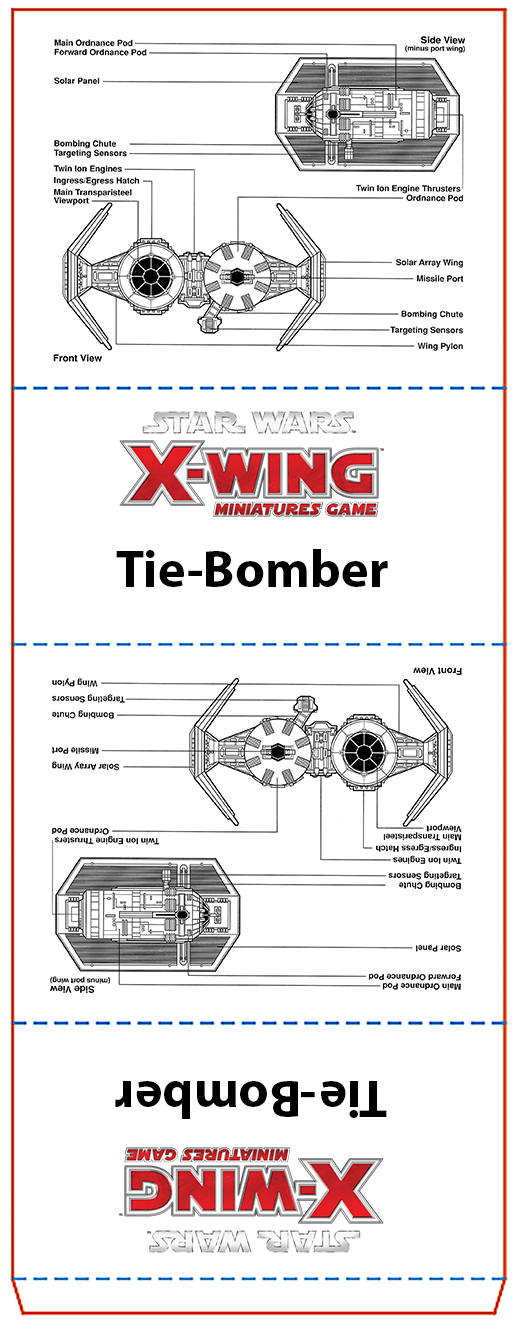 Main Ordnance Pod
Forward Ordnance Pod
Side View
(minus port wing)
Solar Panel
Bombing Chute
Targeting Sensors
Twin Ion Engines
Ingress/Egress Hatch
Main Transparisteel
Viewport
Twin Ion Engine Thrusters
Ordnance Pod
Solar Array Wing
Missile Port
Bombing Chute
Targeting Sensors
Wing Pylon
Front View
STAR WARS
X-WING
MINIATURES GAME
Tie-Bomber
Front View
Wing Pylon
Targeting Sensors
Bombing Chute
Missile Port
Solar Array Wing
Ordnance Pod
Twin Ion Engine Thrusters
Main Transparisteel
Viewport
Ingress/Egress Hatch
Twin Ion Engines
Targeting Sensors
Bombing Chute
Solar Panel
Forward Ordnance Pod
Main Ordnance Pod
Side View
(minus port wing)
Tie-Bomber
STAR WARS
X-WING
MINIATURES GAME